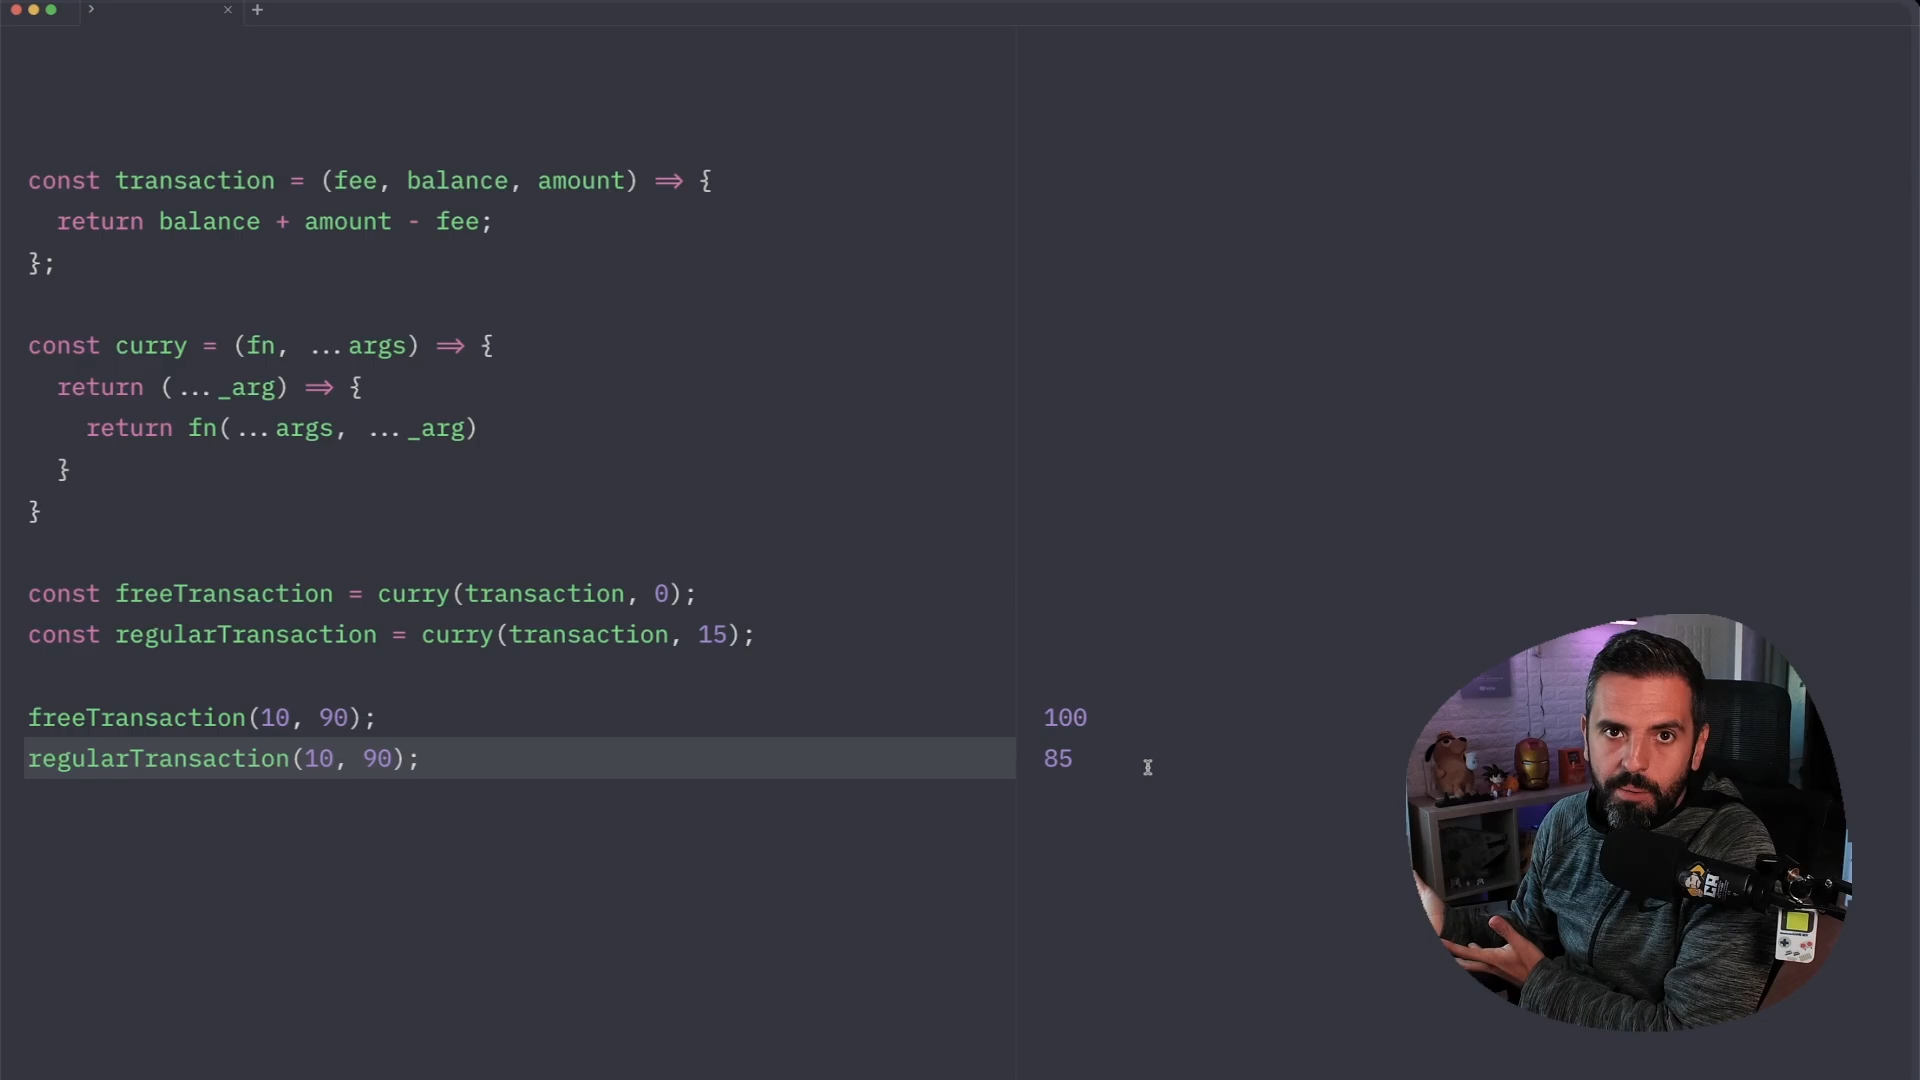 const transaction = (fee, balance, amount) => {
return balance + amount - fee;
};
const curry = (fn, ...args) => {
return (..._arg) => {
return fn(...args, ..._arg)
}
}
const freeTransaction = curry(transaction, 0);
const regularTransaction = curry(transaction, 15);
freeTransaction(10, 90); 100
regularTransaction(10, 90); 85